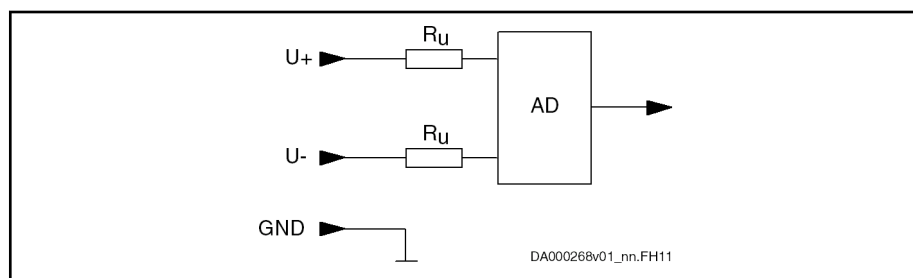 Ru
U+
AD
Ru
U-
GND
DA000268v01_nn.FH11